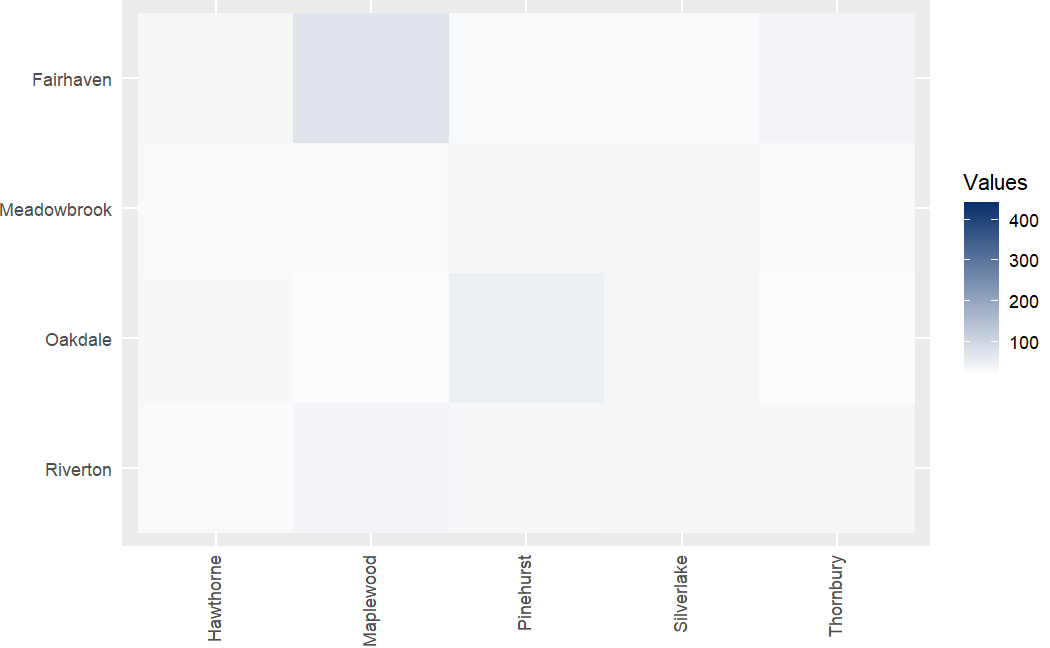 Fairhaven
Meadowbrook
Oakdale
Riverton
Hawthorne
Maplewood
Pinehurst
Silverlake
Thornbury
Values
400
300
200
100